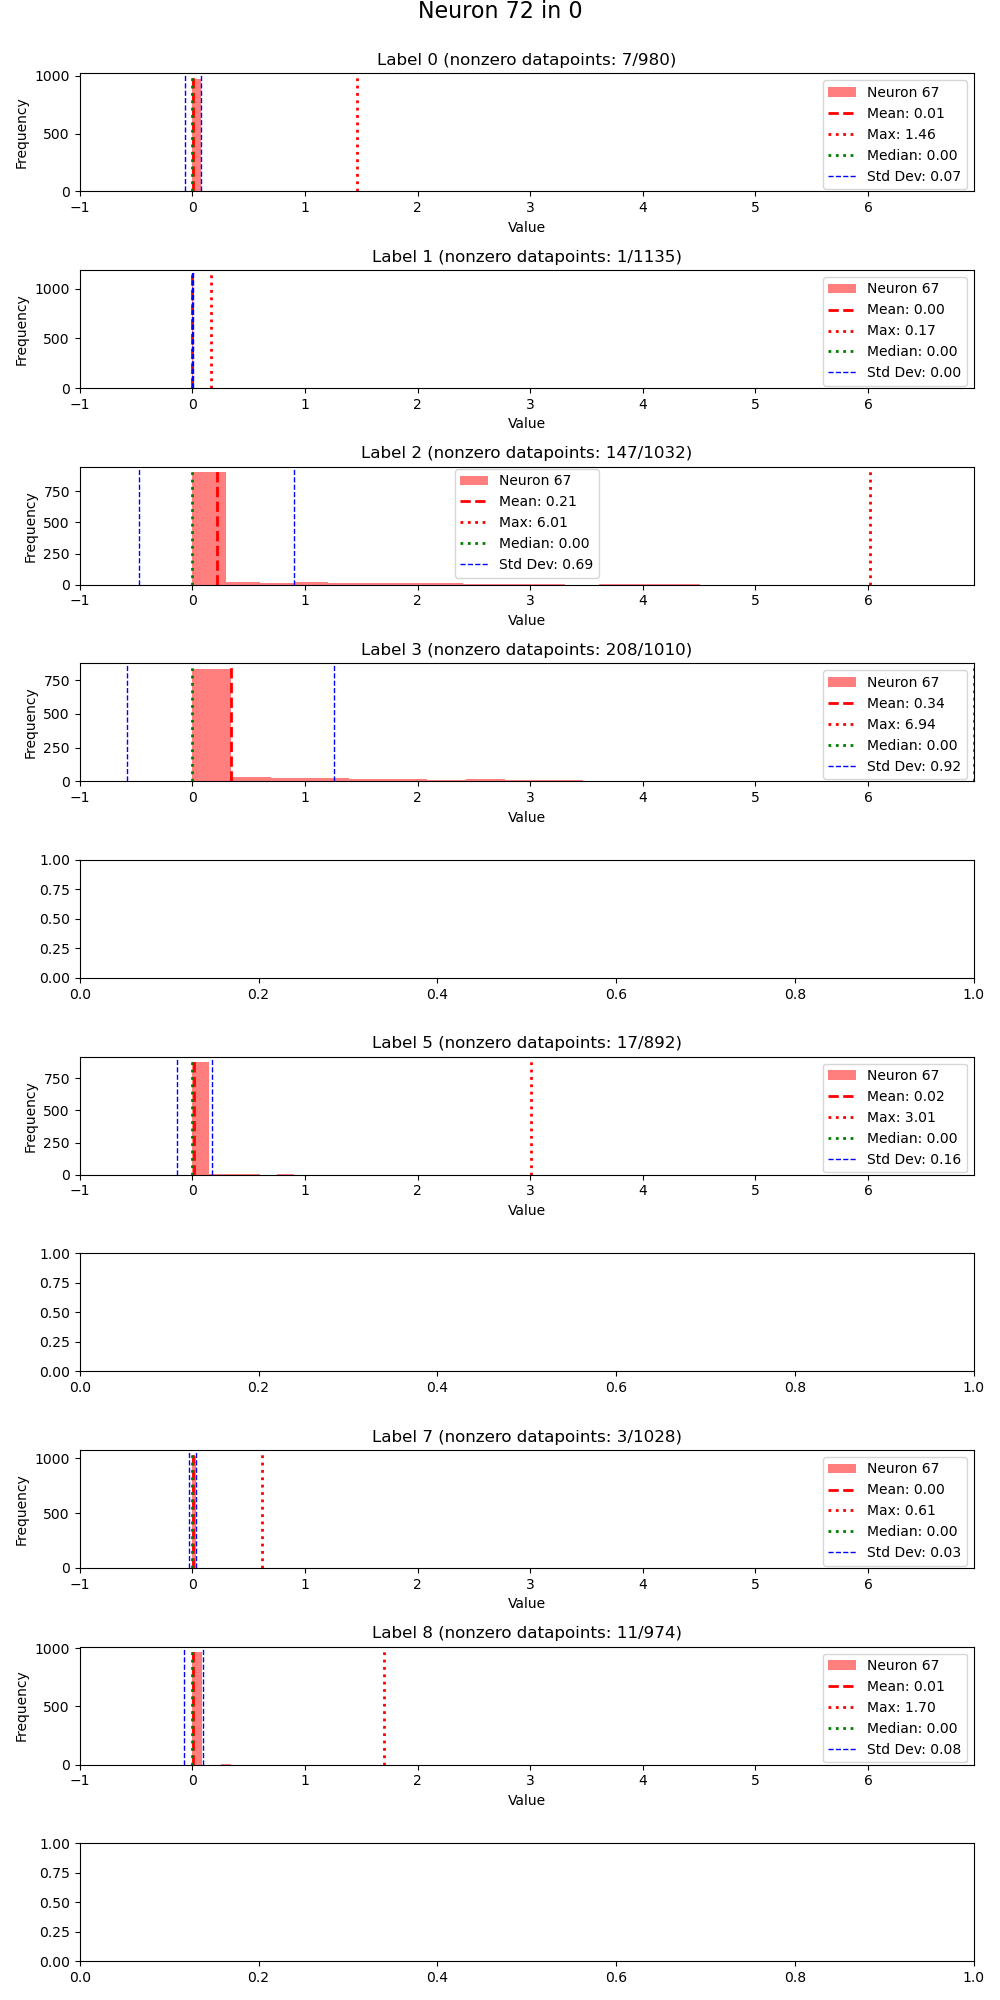 Neuron 72 in 0
Label 0 (nonzero datapoints: 7/980)
Frequency
1000
500
0
Neuron 67
Mean: 0.01
Max: 1.46
Median: 0.00
Std Dev: 0.07
−1 0 1 2 3 4 5 6
Value
Label 1 (nonzero datapoints: 1/1135)
Frequency
1000
500
0
Neuron 67
Mean: 0.00
Max: 0.17
Median: 0.00
Std Dev: 0.00
−1 0 1 2 3 4 5 6
Value
Label 2 (nonzero datapoints: 147/1032)
Frequency
750
500
250
0
Neuron 67
Mean: 0.21
Max: 6.01
Median: 0.00
Std Dev: 0.69
−1 0 1 2 3 4 5 6
Value
Label 3 (nonzero datapoints: 208/1010)
Frequency
750
500
250
0
Neuron 67
Mean: 0.34
Max: 6.94
Median: 0.00
Std Dev: 0.92
−1 0 1 2 3 4 5 6
Value
1.00
0.75
0.50
0.25
0.00
0.0 0.2 0.4 0.6 0.8 1.0
Label 5 (nonzero datapoints: 17/892)
Frequency
750
500
250
0
Neuron 67
Mean: 0.02
Max: 3.01
Median: 0.00
Std Dev: 0.16
−1 0 1 2 3 4 5 6
Value
1.00
0.75
0.50
0.25
0.00
0.0 0.2 0.4 0.6 0.8 1.0
Label 7 (nonzero datapoints: 3/1028)
Frequency
1000
500
0
Neuron 67
Mean: 0.00
Max: 0.61
Median: 0.00
Std Dev: 0.03
−1 0 1 2 3 4 5 6
Value
Label 8 (nonzero datapoints: 11/974)
Frequency
1000
500
0
Neuron 67
Mean: 0.01
Max: 1.70
Median: 0.00
Std Dev: 0.08
−1 0 1 2 3 4 5 6
Value
1.00
0.75
0.50
0.25
0.00
0.0 0.2 0.4 0.6 0.8 1.0